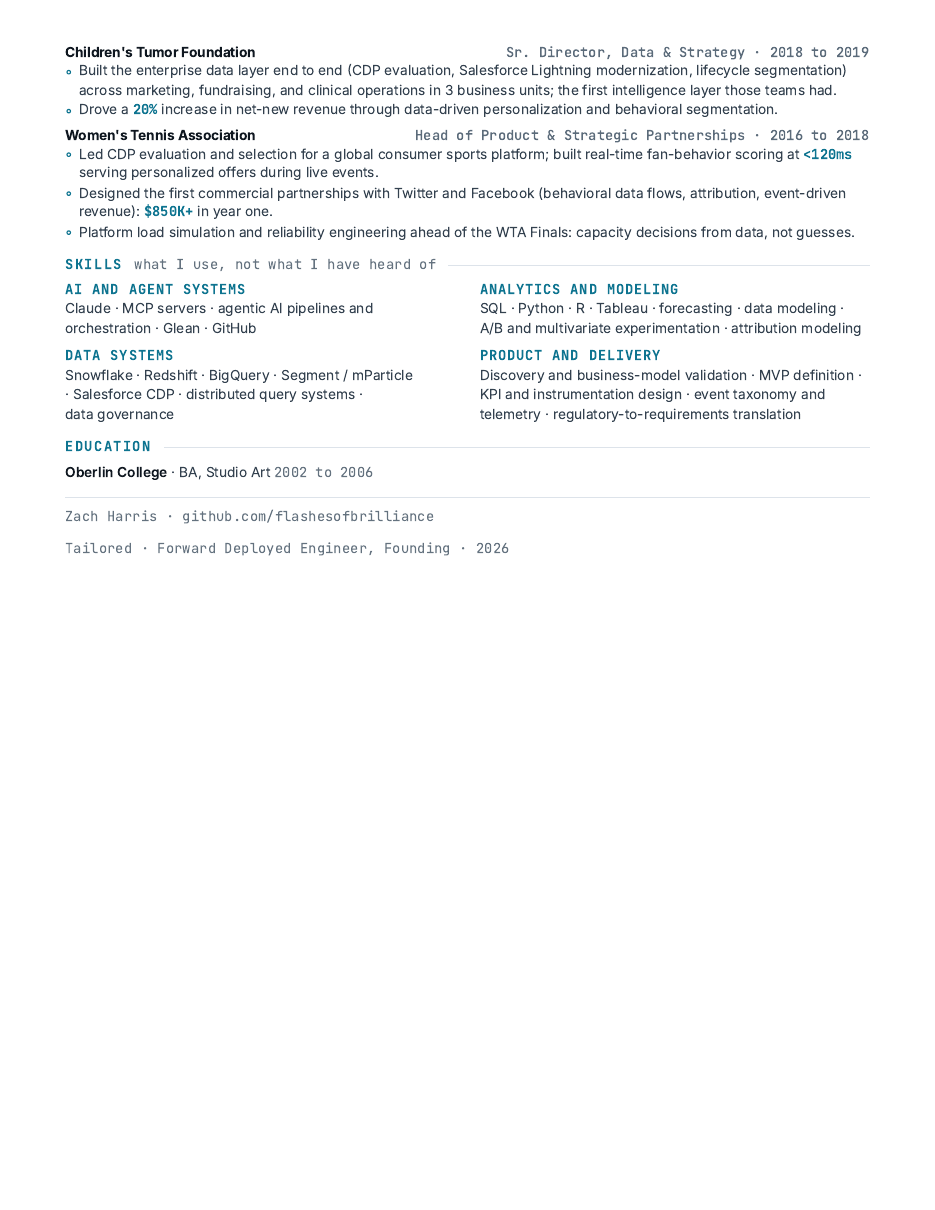 Children's Tumor Foundation Sr. Director, Data & Strategy · 2018 to 2019
Built the enterprise data layer end to end (CDP evaluation, Salesforce Lightning modernization, lifecycle segmentation)
across marketing, fundraising, and clinical operations in 3 business units; the first intelligence layer those teams had.
Drove a 20% increase in net-new revenue through data-driven personalization and behavioral segmentation.
Women's Tennis Association Head of Product & Strategic Partnerships · 2016 to 2018
Led CDP evaluation and selection for a global consumer sports platform; built real-time fan-behavior scoring at <120ms
serving personalized offers during live events.
Designed the first commercial partnerships with Twitter and Facebook (behavioral data flows, attribution, event-driven
revenue): $850K+ in year one.
Platform load simulation and reliability engineering ahead of the WTA Finals: capacity decisions from data, not guesses.
SKILLS what I use, not what I have heard of
AI AND AGENT SYSTEMS
Claude · MCP servers · agentic AI pipelines and
orchestration · Glean · GitHub
ANALYTICS AND MODELING
SQL · Python · R · Tableau · forecasting · data modeling ·
A/B and multivariate experimentation · attribution modeling
DATA SYSTEMS
Snowflake · Redshift · BigQuery · Segment / mParticle
· Salesforce CDP · distributed query systems ·
data governance
PRODUCT AND DELIVERY
Discovery and business-model validation · MVP definition ·
KPI and instrumentation design · event taxonomy and
telemetry · regulatory-to-requirements translation
EDUCATION
Oberlin College · BA, Studio Art 2002 to 2006
Zach Harris · github.com/flashesofbrilliance
Tailored · Forward Deployed Engineer, Founding · 2026